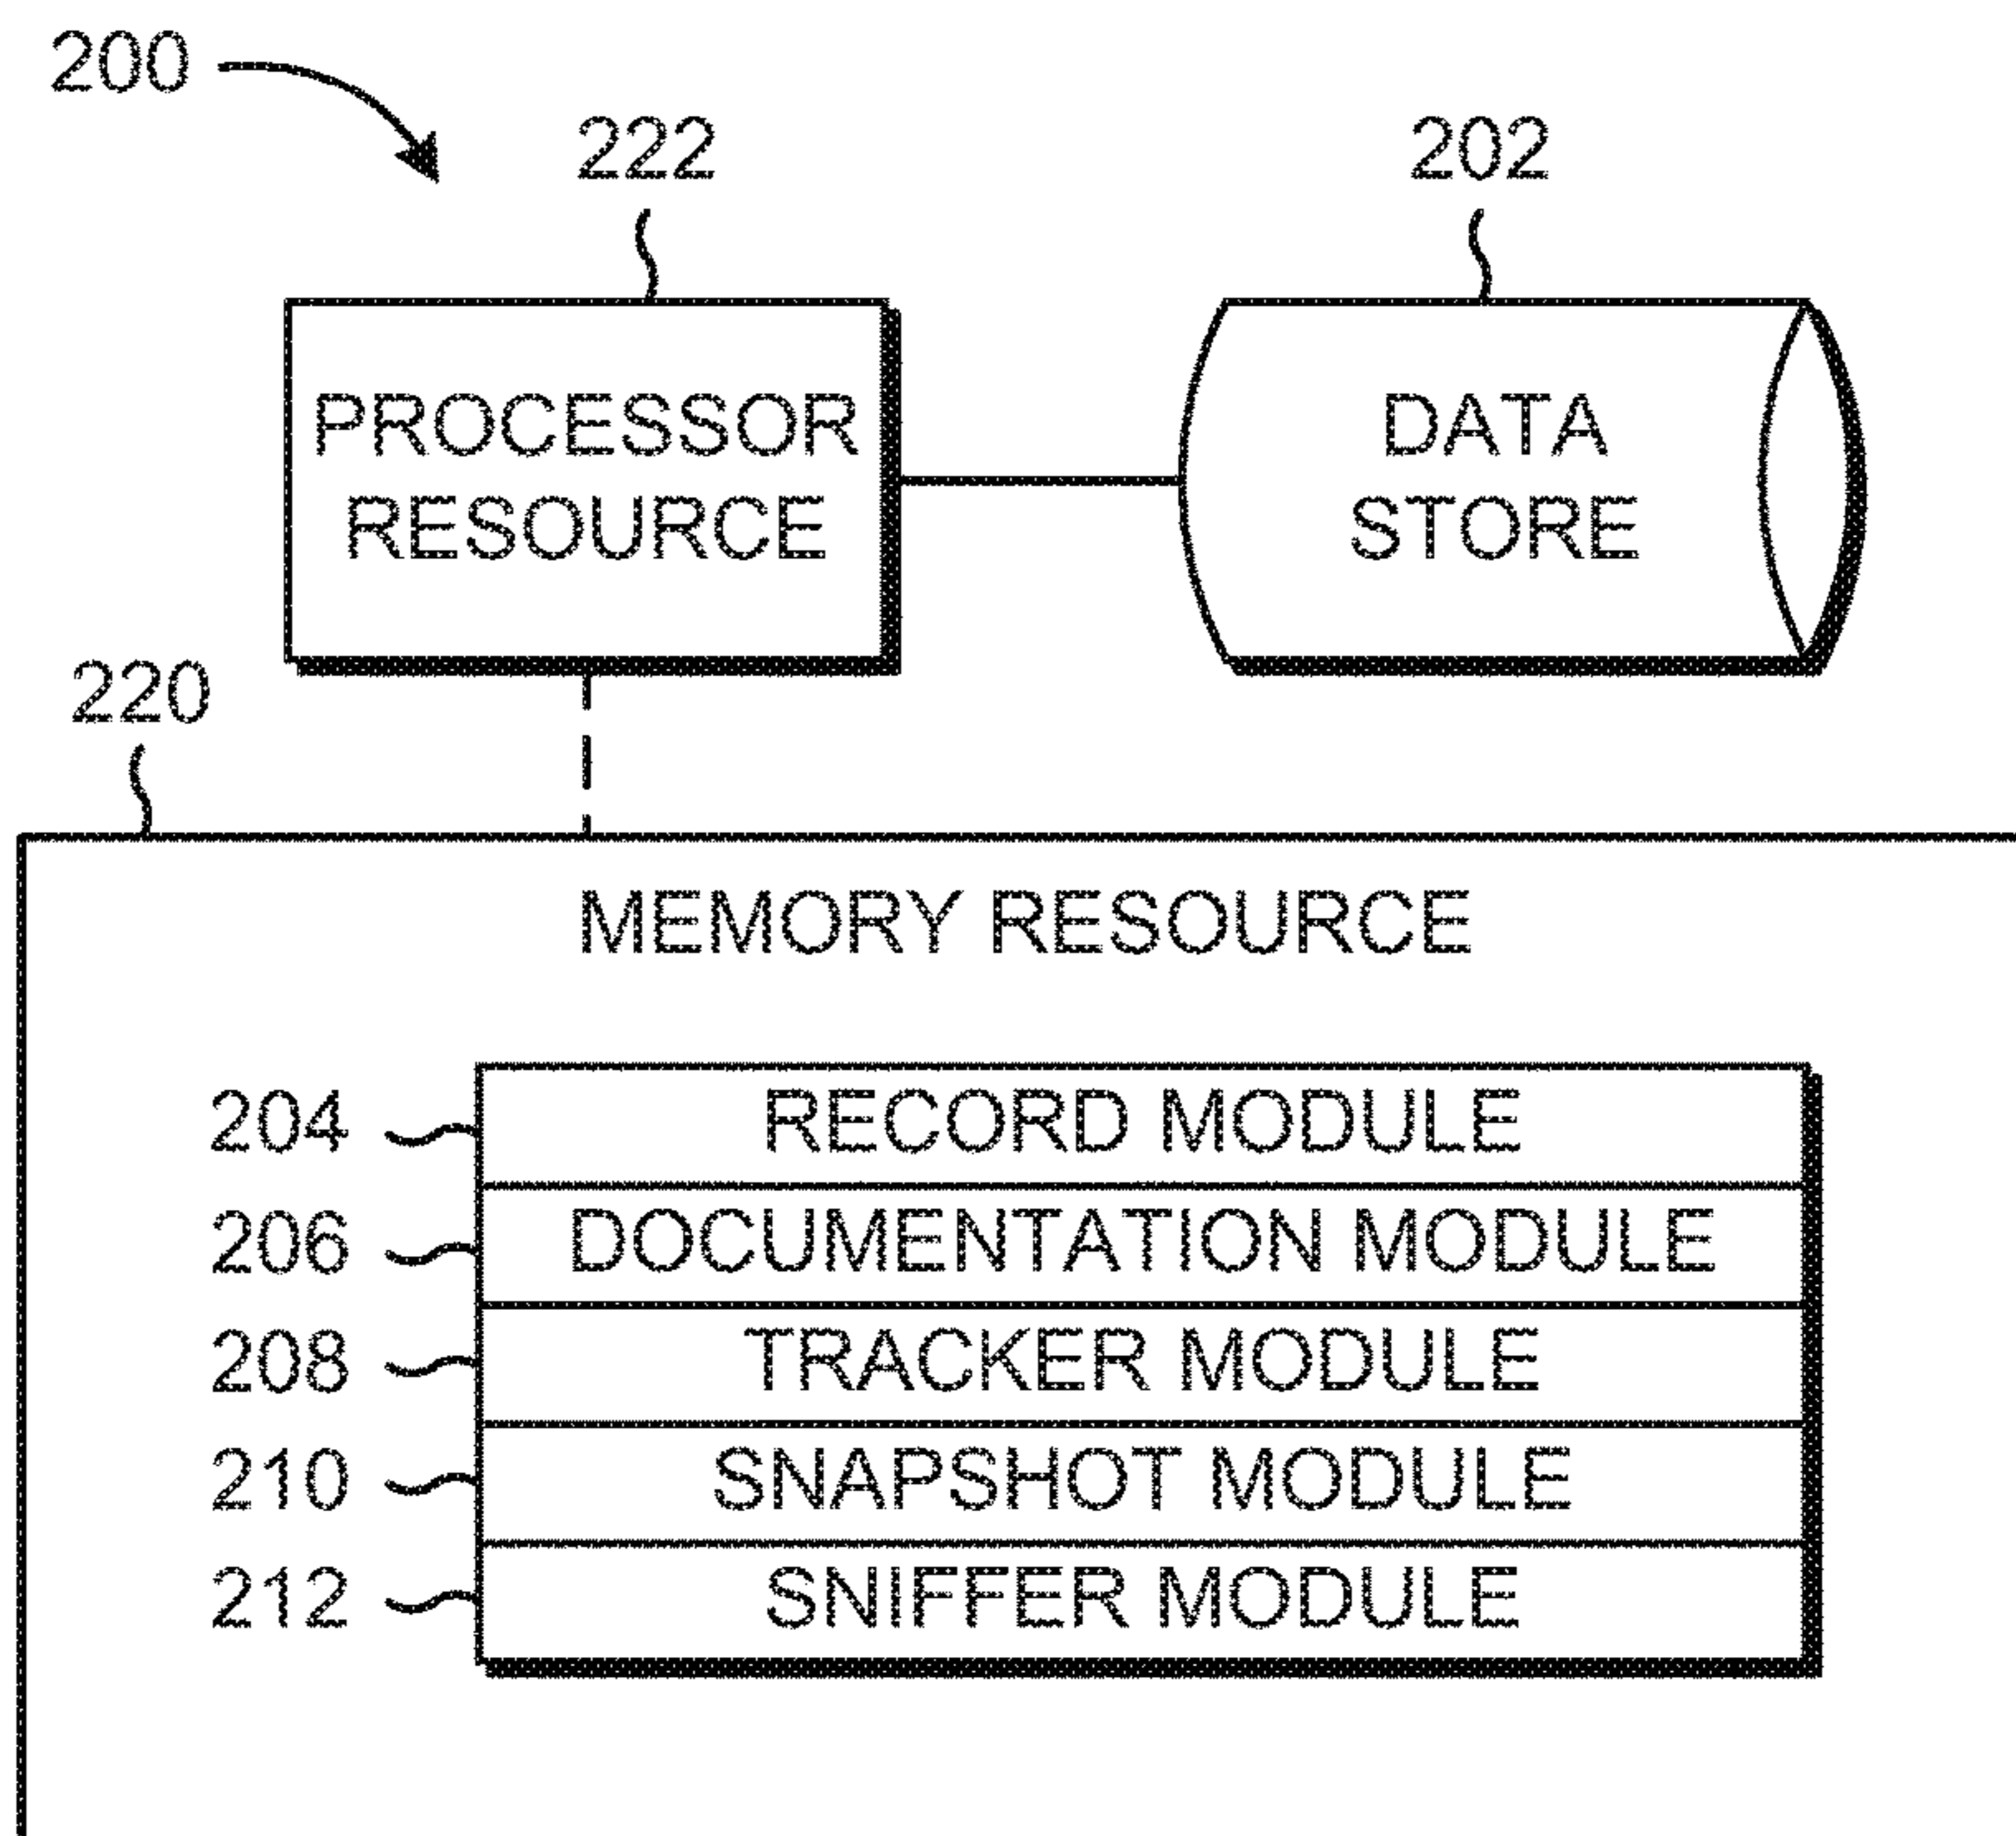 200
222
202
PROCESSOR
RESOURCE
DATA
STORE
220
MEMORY RESOURCE
204 RECORD MODULE
206 DOCUMENTATION MODULE
208 TRACKER MODULE
210 SNAPSHOT MODULE
212 SNIFFER MODULE